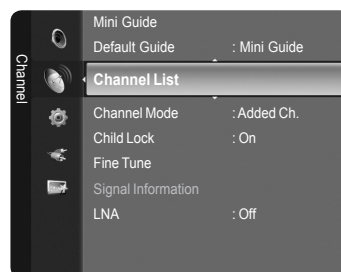 Channel
Mini Guide
Default Guide : Mini Guide
Channel List
Channel Mode : Added Ch.
Child Lock : On
Fine Tune
Signal Information
LNA : Off